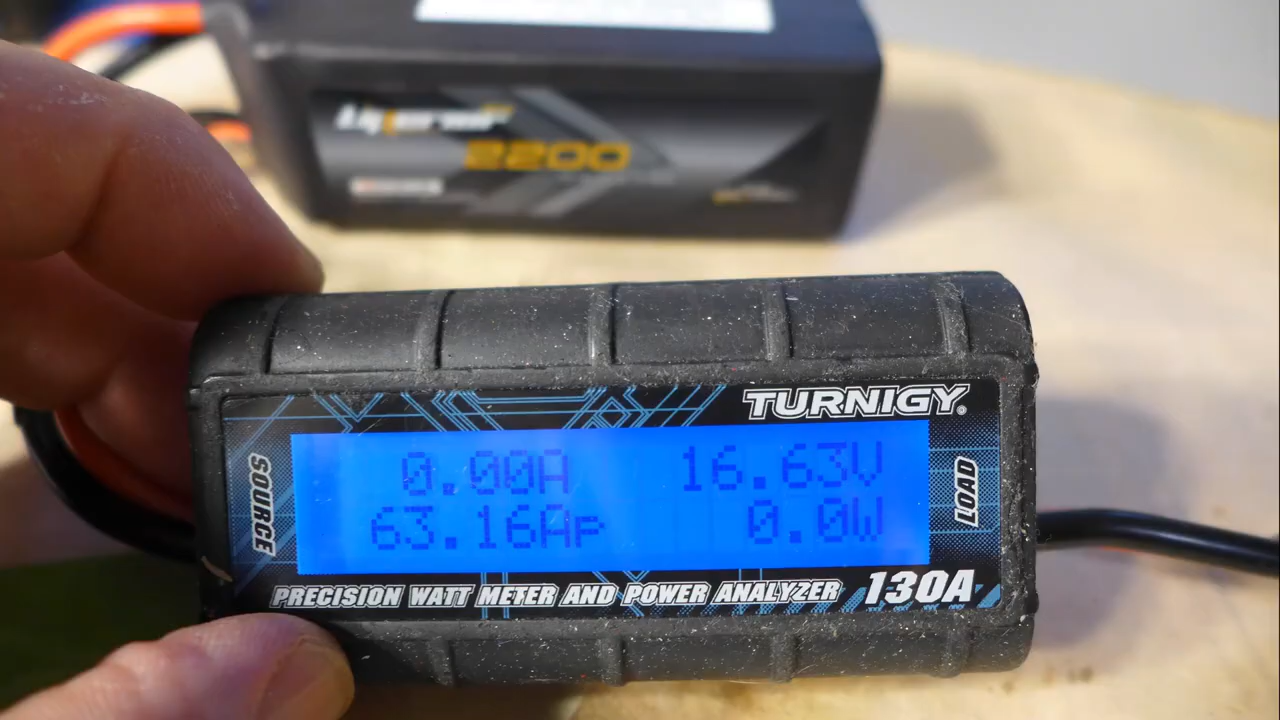 2200
TURNIGY
SOURCE
0.00A 16.63V
63.16Ap 0.0W
LOAD
PRECISION WATT METER AND POWER ANALYZER 130A